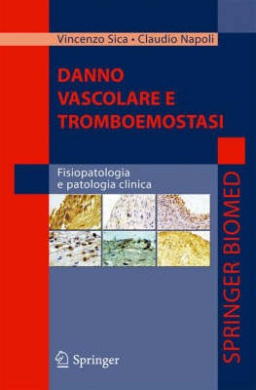 Vincenzo Sica • Claudio Napoli
DANNO
VASCOLARE E
TROMBOEMOSTASI
Fisiopatologia
e patologia clinica
SPRINGER BIOMED
Springer